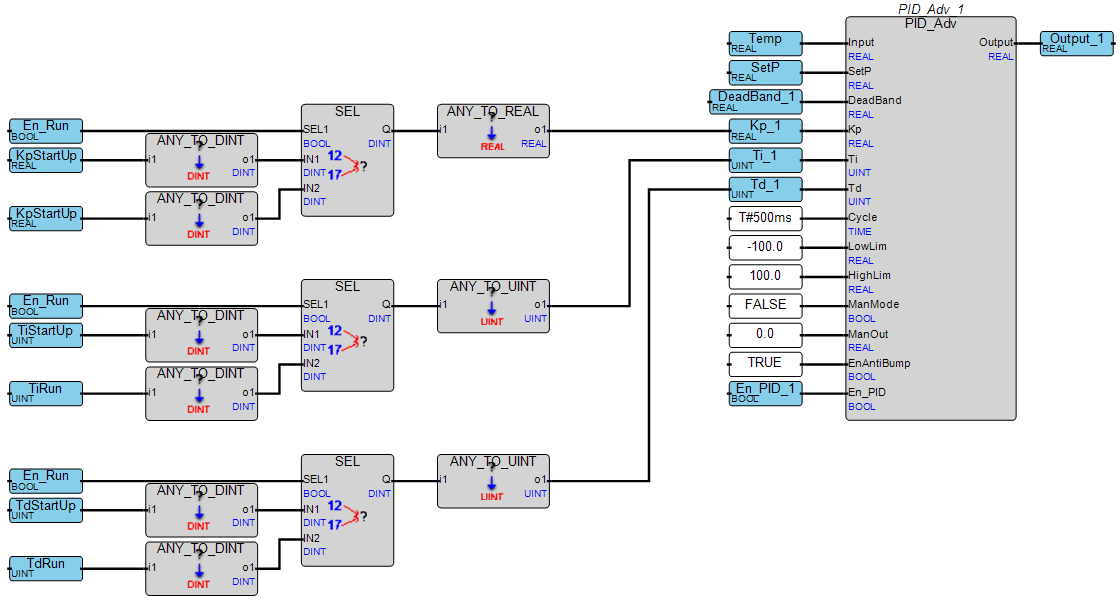 PID_Adv_1
PID_Adv
Temp
REAL
Input
REAL
Output
REAL
Output_1
REAL
SetP
REAL
SetP
REAL
DeadBand_1
REAL
DeadBand
REAL
Kp_1
REAL
Kp
REAL
Ti_1
UINT
Ti
UINT
Td_1
UINT
Td
UINT
T#500ms
Cycle
TIME
-100.0
LowLim
REAL
100.0
HighLim
REAL
FALSE
ManMode
BOOL
0.0
ManOut
REAL
TRUE
EnAntiBump
BOOL
En_PID_1
BOOL
En_PID
BOOL
En_Run
BOOL
KpStartUp
REAL
ANY_TO_DINT
?
i1
o1
DINT
DINT
KpStartUp
REAL
ANY_TO_DINT
?
i1
o1
DINT
DINT
SEL
SEL1
BOOL
Q
DINT
IN1
DINT
12
17
?
IN2
DINT
ANY_TO_REAL
?
i1
o1
REAL
REAL
En_Run
BOOL
TiStartUp
UINT
ANY_TO_DINT
?
i1
o1
DINT
DINT
TiRun
UINT
ANY_TO_DINT
?
i1
o1
DINT
DINT
SEL
SEL1
BOOL
Q
DINT
IN1
DINT
12
17
?
IN2
DINT
ANY_TO_UINT
?
i1
o1
UINT
UINT
En_Run
BOOL
TdStartUp
UINT
ANY_TO_DINT
?
i1
o1
DINT
DINT
TdRun
UINT
ANY_TO_DINT
?
i1
o1
DINT
DINT
SEL
SEL1
BOOL
Q
DINT
IN1
DINT
12
17
?
IN2
DINT
ANY_TO_UINT
?
i1
o1
UINT
UINT